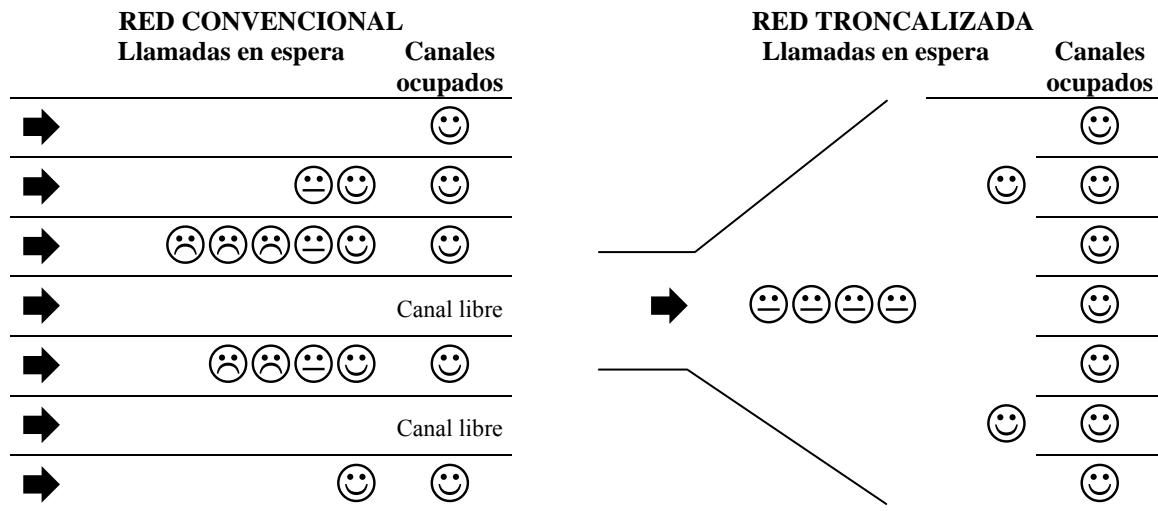 RED CONVENCIONAL
Llamadas en espera Canales
ocupados
Canal libre
Canal libre
RED TRONCALIZADA
Llamadas en espera Canales
ocupados